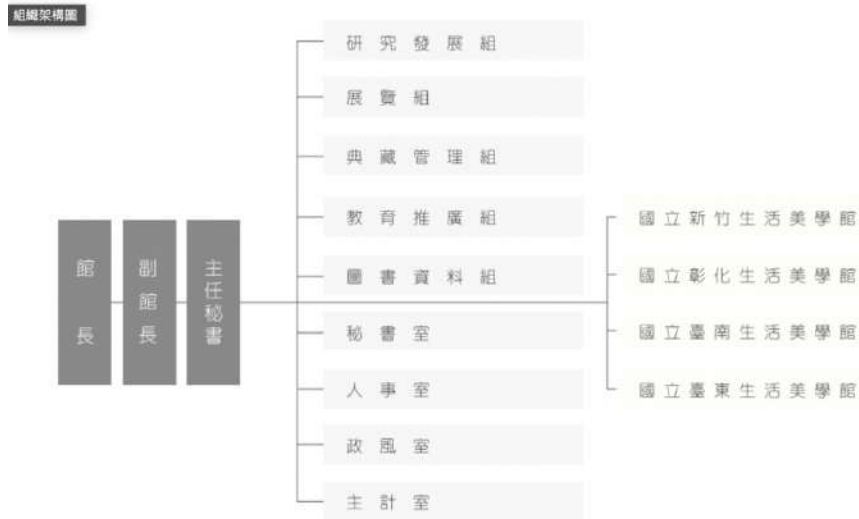 組織架構圖
館長
副館長
主任秘書
研究發展組
展覽組
典藏管理組
教育推廣組
圖書資料組
秘書室
人事室
政風室
主計室
國立新竹生活美學館
國立彰化生活美學館
國立臺南生活美學館
國立臺東生活美學館